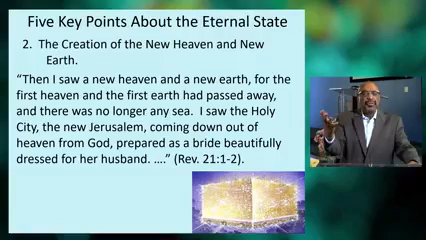 Five Key Points About the Eternal State
2. The Creation of the New Heaven and New
Earth.
“Then I saw a new heaven and a new earth, for the
first heaven and the first earth had passed away,
and there was no longer any sea. I saw the Holy
City, the new Jerusalem, coming down out of
heaven from God, prepared as a bride beautifully
dressed for her husband. ….” (Rev. 21:1-2).